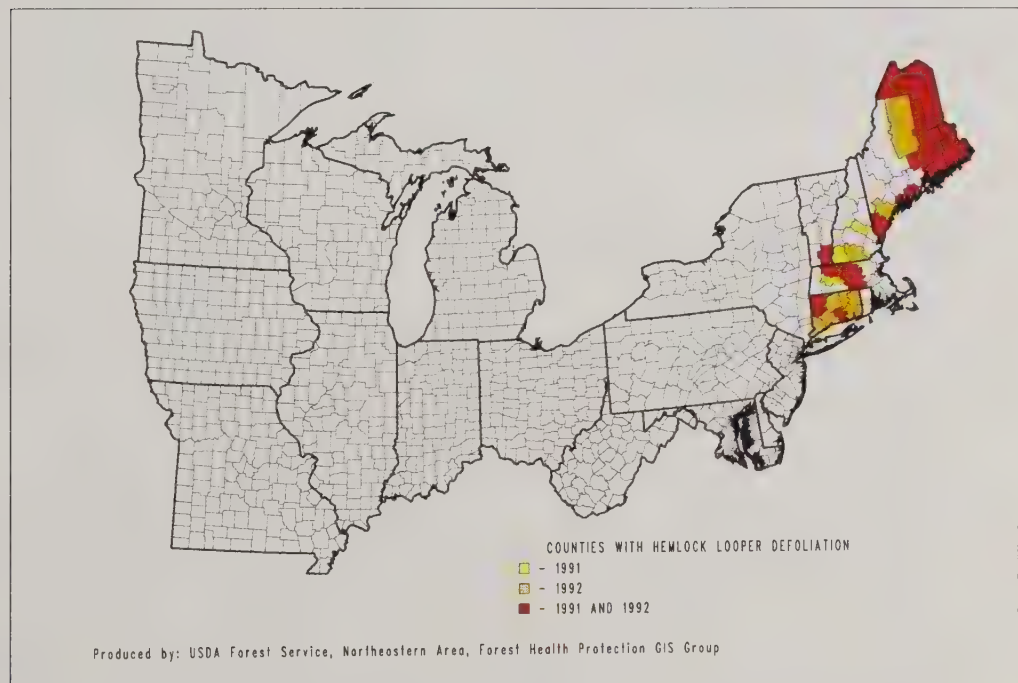 COUNTIES WITH HEMLOCK LOOPER DEFOLIATION
- 1991
- 1992
- 1991 AND 1992
Produced by: USDA Forest Service, Northeastern Area, Forest Health Protection GIS Group